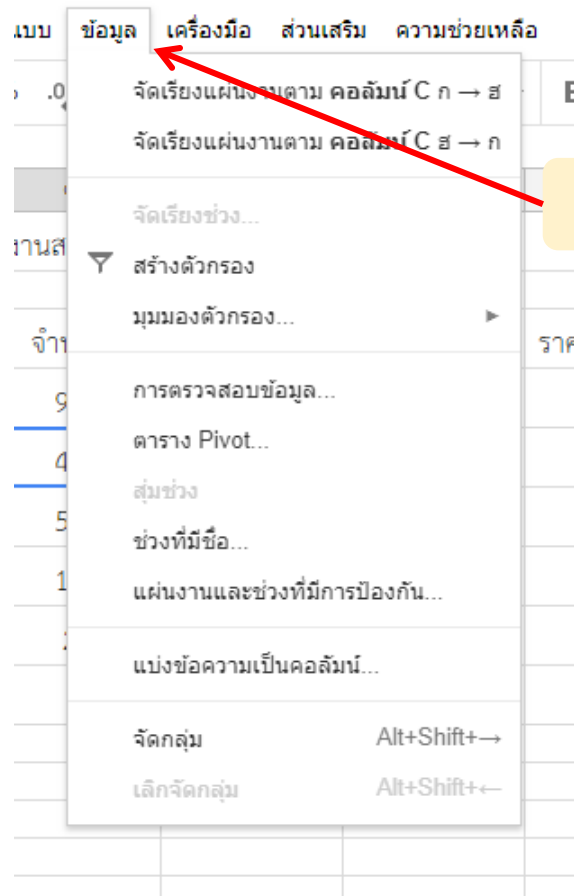 ข้อมูล เครื่องมือ ส่วนเสริม ความช่วยเหลือ
.0
จัดเรียงแผ่นงานตาม คอลัมน์ C ก → ฮ
จัดเรียงแผ่นงานตาม คอลัมน์ C ฮ → ก
จัดเรียงช่วง...
สร้างตัวกรอง
มุมมองตัวกรอง...
การตรวจสอบข้อมูล...
9
ตาราง Pivot...
4
สุ่มช่วง
5
ช่วงที่มีชื่อ...
1
แผ่นงานและช่วงที่มีการป้องกัน...
แบ่งข้อความเป็นคอลัมน์...
จัดกลุ่ม Alt+Shift+→
เลิกจัดกลุ่ม Alt+Shift+←